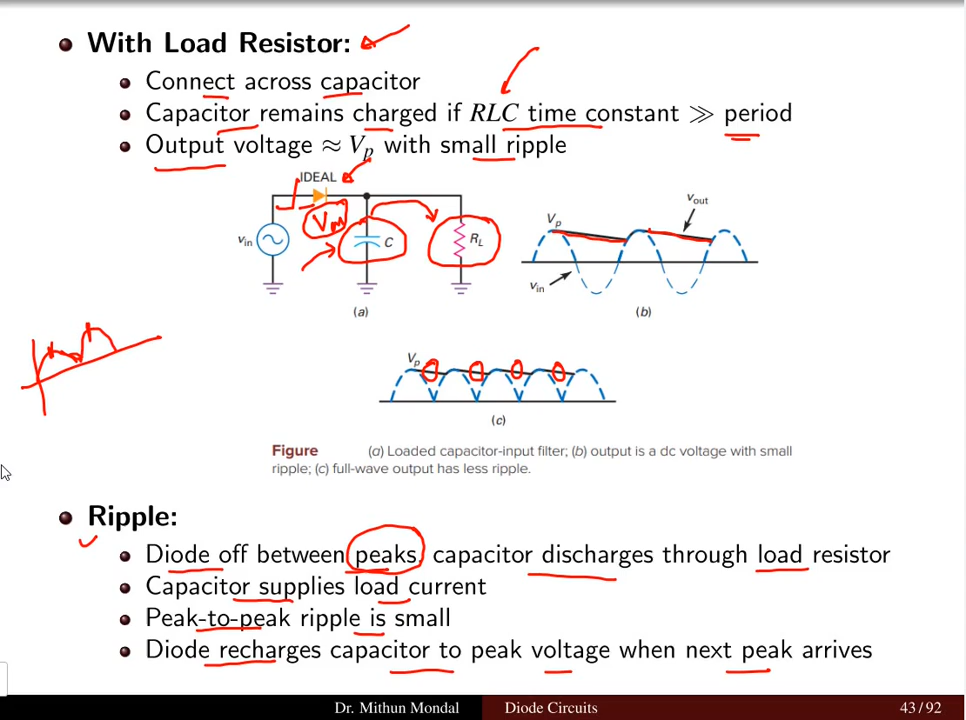 With Load Resistor:
Connect across capacitor
Capacitor remains charged if RLC time constant ≫ period
Output voltage ≈ Vp with small ripple
IDEAL
VM
vin
C
RL
(a)
Vp
vout
vin
(b)
Vp
(c)
Figure (a) Loaded capacitor-input filter; (b) output is a dc voltage with small
ripple; (c) full-wave output has less ripple.
Ripple:
Diode off between peaks, capacitor discharges through load resistor
Capacitor supplies load current
Peak-to-peak ripple is small
Diode recharges capacitor to peak voltage when next peak arrives
Dr. Mithun Mondal Diode Circuits 43 / 92